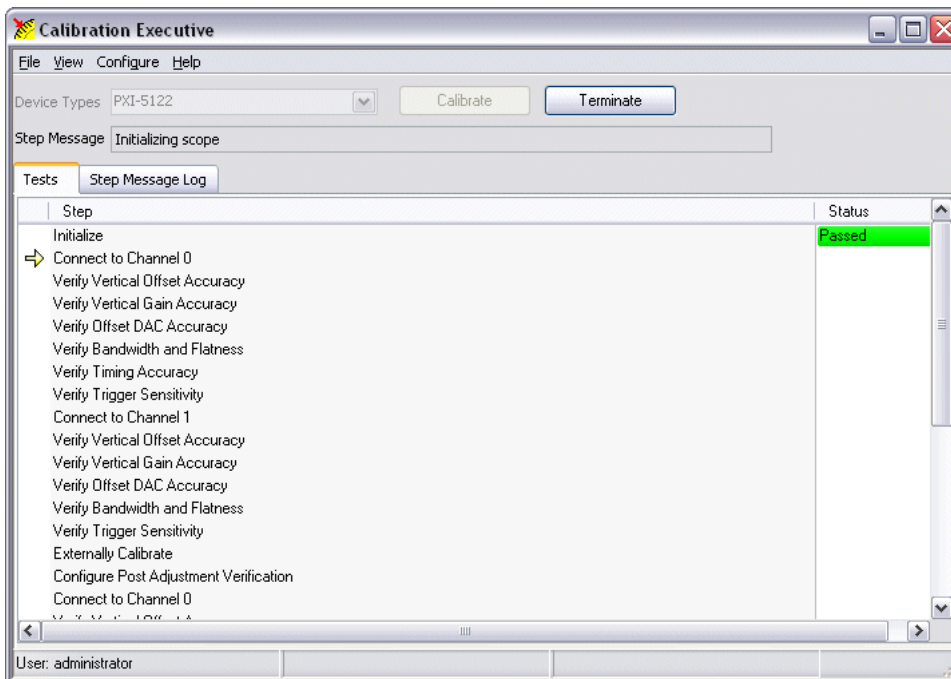 Calibration Executive
File View Configure Help
Device Types PXI-5122 Calibrate Terminate
Step Message Initializing scope
Tests Step Message Log
Step Status
Initialize Passed
Connect to Channel 0
Verify Vertical Offset Accuracy
Verify Vertical Gain Accuracy
Verify Offset DAC Accuracy
Verify Bandwidth and Flatness
Verify Timing Accuracy
Verify Trigger Sensitivity
Connect to Channel 1
Verify Vertical Offset Accuracy
Verify Vertical Gain Accuracy
Verify Offset DAC Accuracy
Verify Bandwidth and Flatness
Verify Trigger Sensitivity
Externally Calibrate
Configure Post Adjustment Verification
Connect to Channel 0
User: administrator